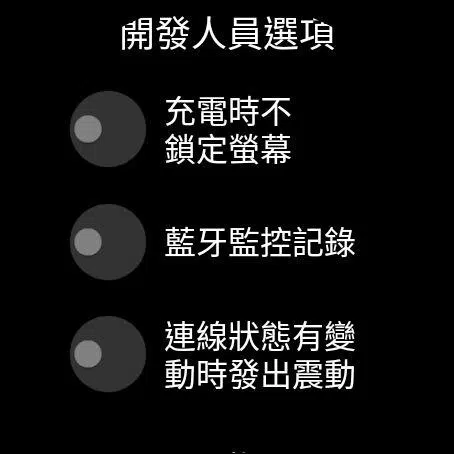 開發人員選項
充電時不
鎖定螢幕
藍牙監控記錄
連線狀態有變
動時發出震動